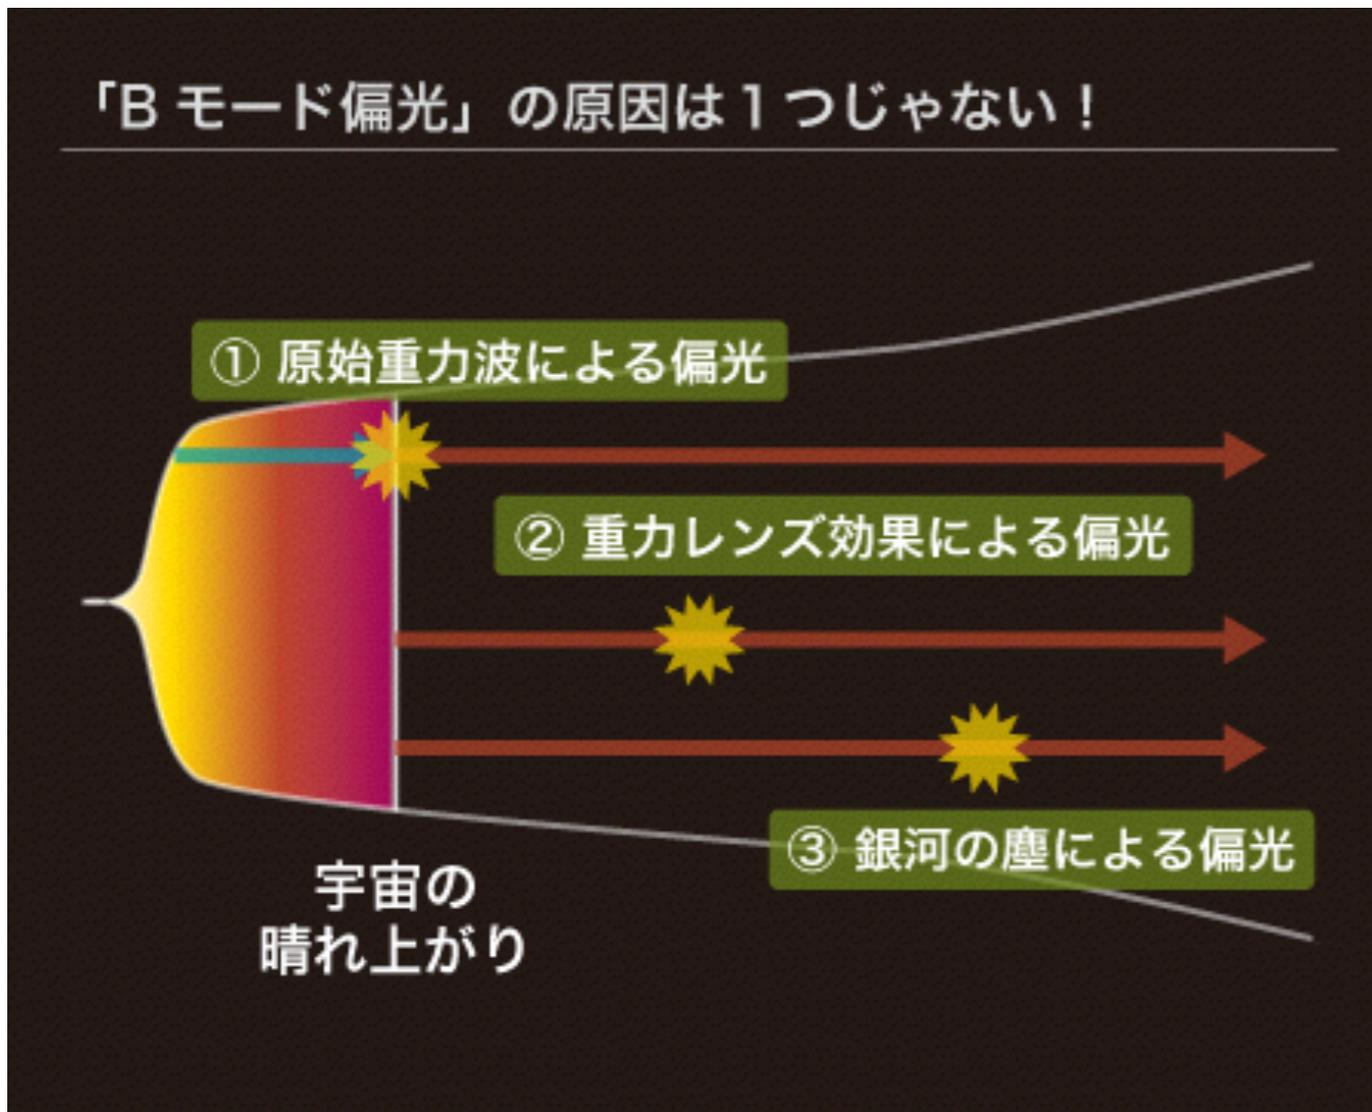 「B モード偏光」の原因は1つじゃない!
① 原始重力波による偏光
② 重力レンズ効果による偏光
③ 銀河の塵による偏光
宇宙の
晴れ上がり